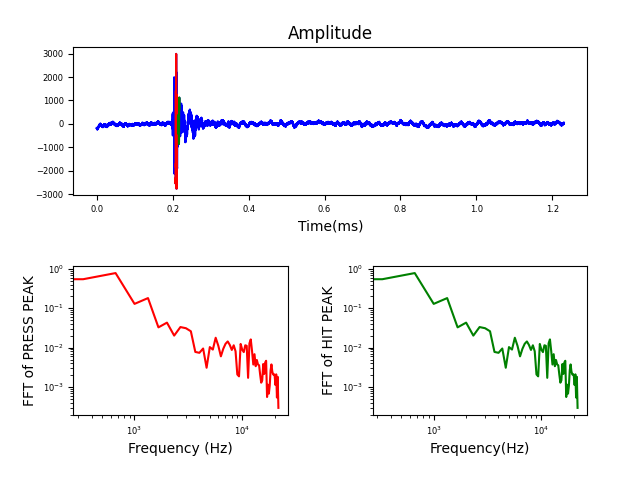 Amplitude
3000
2000
1000
0
−1000
−2000
−3000
0.0 0.2 0.4 0.6 0.8 1.0 1.2
Time(ms)
FFT of PRESS PEAK
10⁰
10⁻¹
10⁻²
10⁻³
10³ 10⁴
Frequency (Hz)
FFT of HIT PEAK
10⁰
10⁻¹
10⁻²
10⁻³
10³ 10⁴
Frequency(Hz)